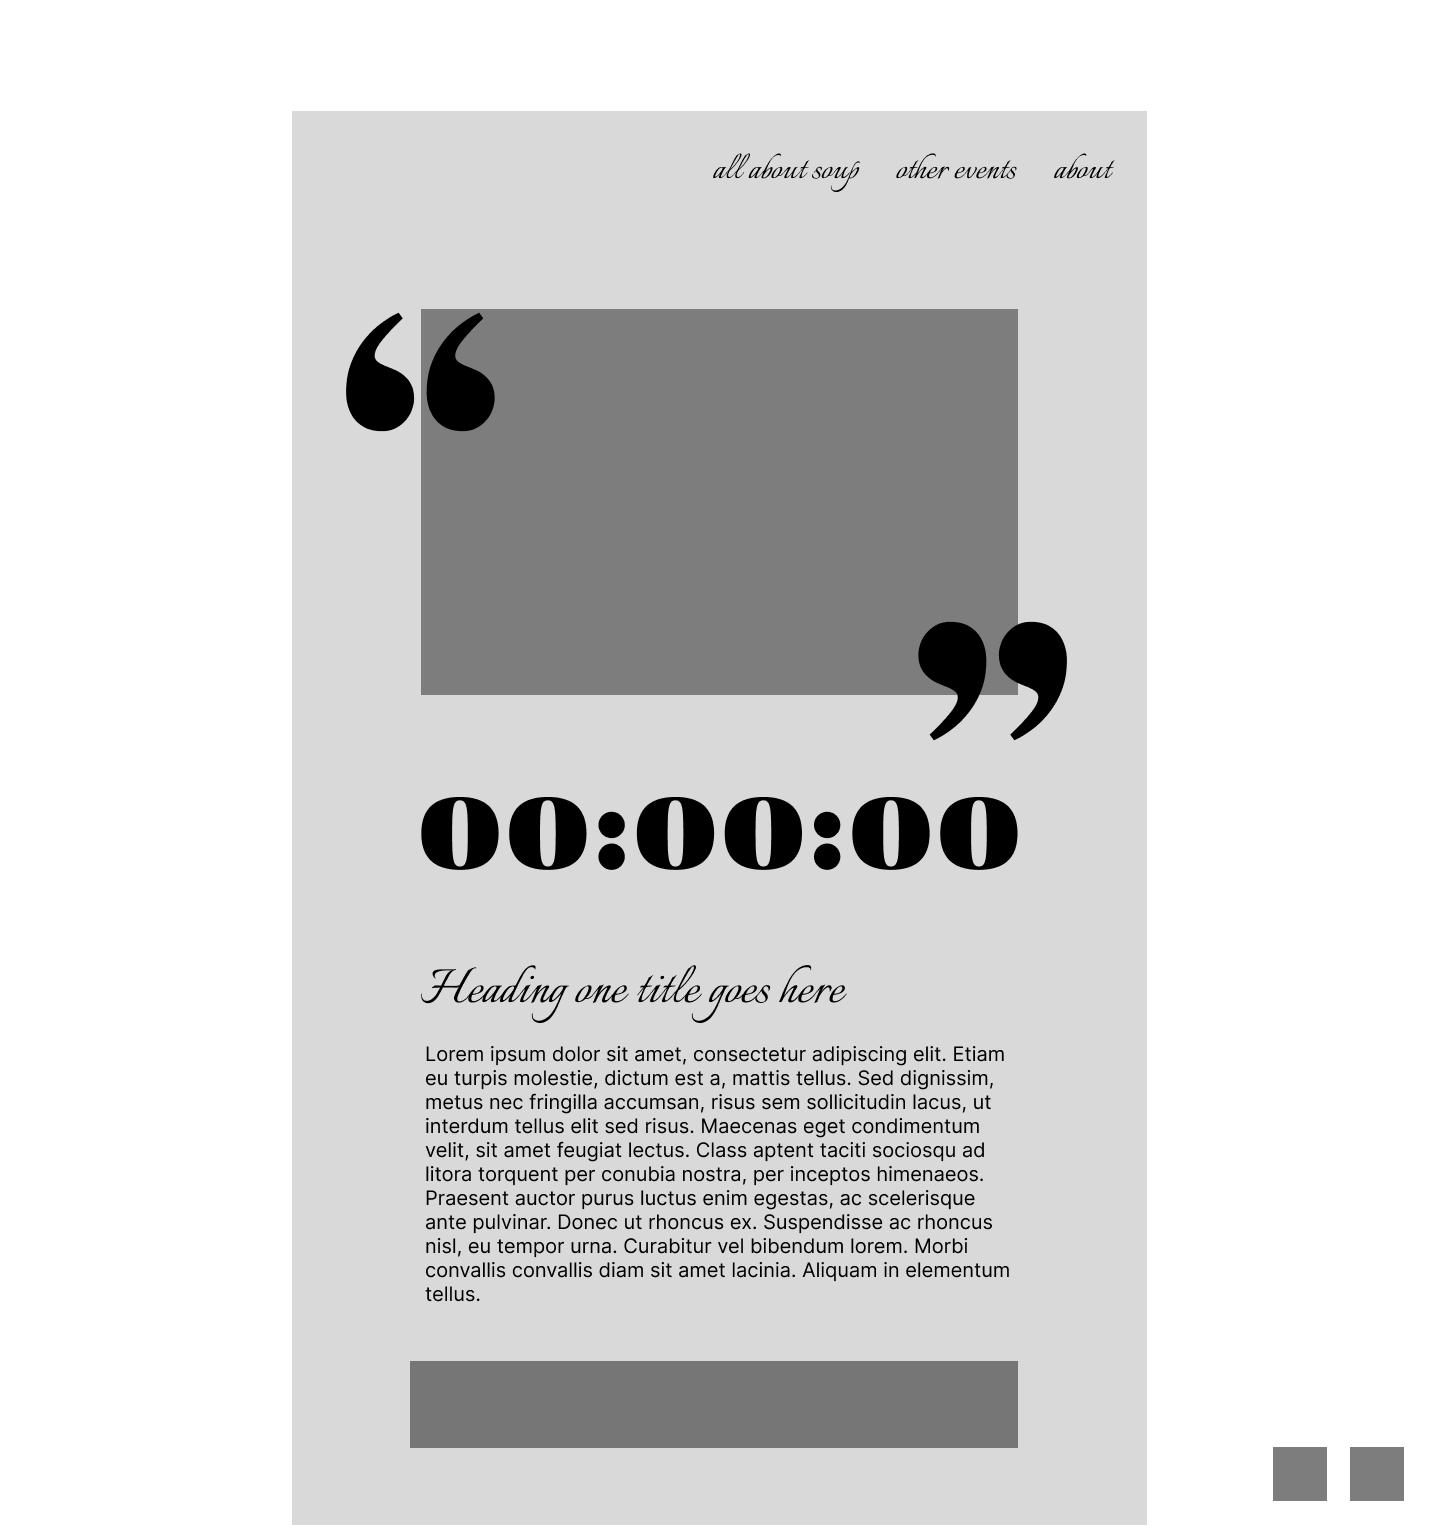 all about soup other events about
“
”
00:00:00
Heading one title goes here
Lorem ipsum dolor sit amet, consectetur adipiscing elit. Etiam
eu turpis molestie, dictum est a, mattis tellus. Sed dignissim,
metus nec fringilla accumsan, risus sem sollicitudin lacus, ut
interdum tellus elit sed risus. Maecenas eget condimentum
velit, sit amet feugiat lectus. Class aptent taciti sociosqu ad
litora torquent per conubia nostra, per inceptos himenaeos.
Praesent auctor purus luctus enim egestas, ac scelerisque
ante pulvinar. Donec ut rhoncus ex. Suspendisse ac rhoncus
nisl, eu tempor urna. Curabitur vel bibendum lorem. Morbi
convallis convallis diam sit amet lacinia. Aliquam in elementum
tellus.